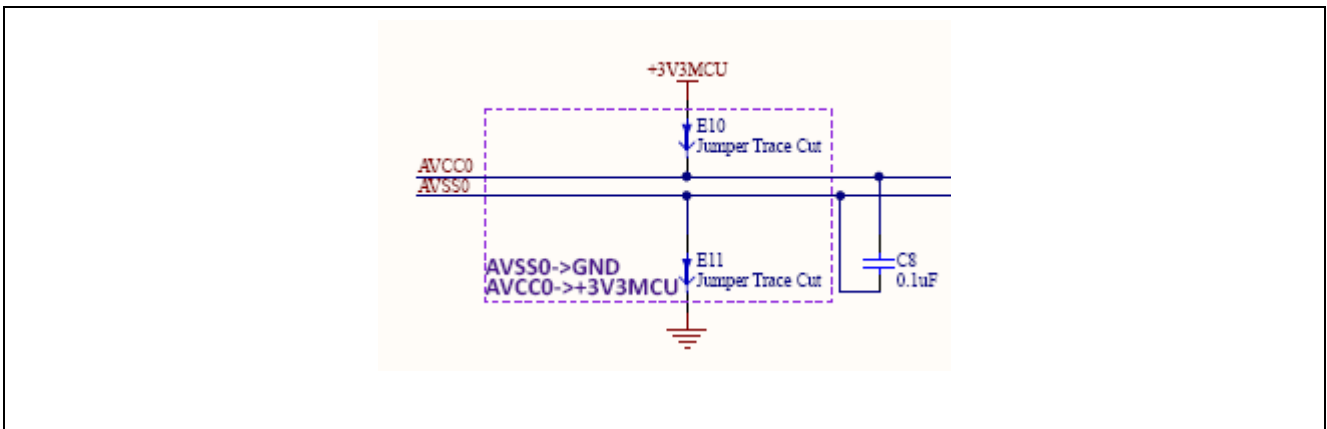 +3V3MCU
E10
Jumper Trace Cut
AVCC0
AVSS0
AVSS0->GND
AVCC0->+3V3MCU
E11
Jumper Trace Cut
C8
0.1uF